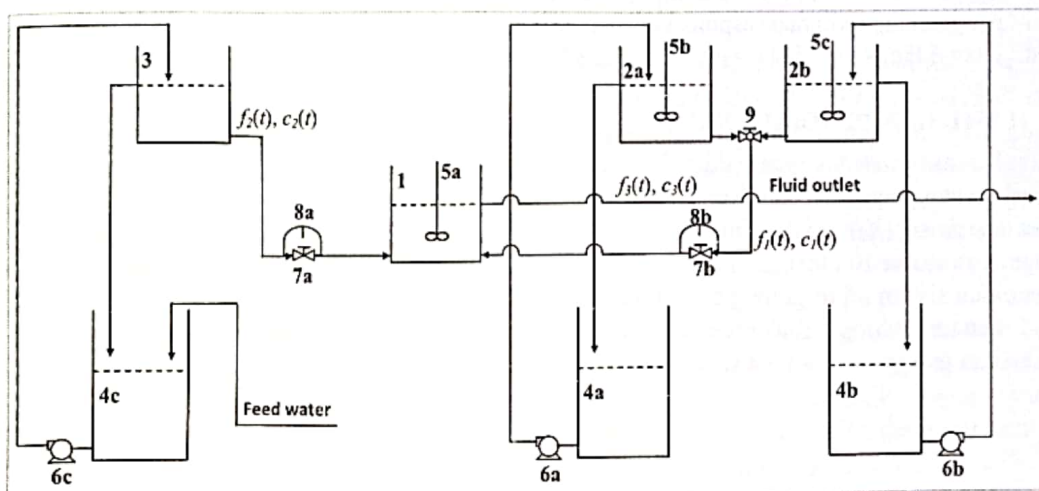 5b
5c
3
2a
2b
9
f2(t), c2(t)
1
5a
f3(t), c3(t)
Fluid outlet
8a
8b
7a
7b
f1(t), c1(t)
4c
4a
4b
Feed water
6c
6a
6b